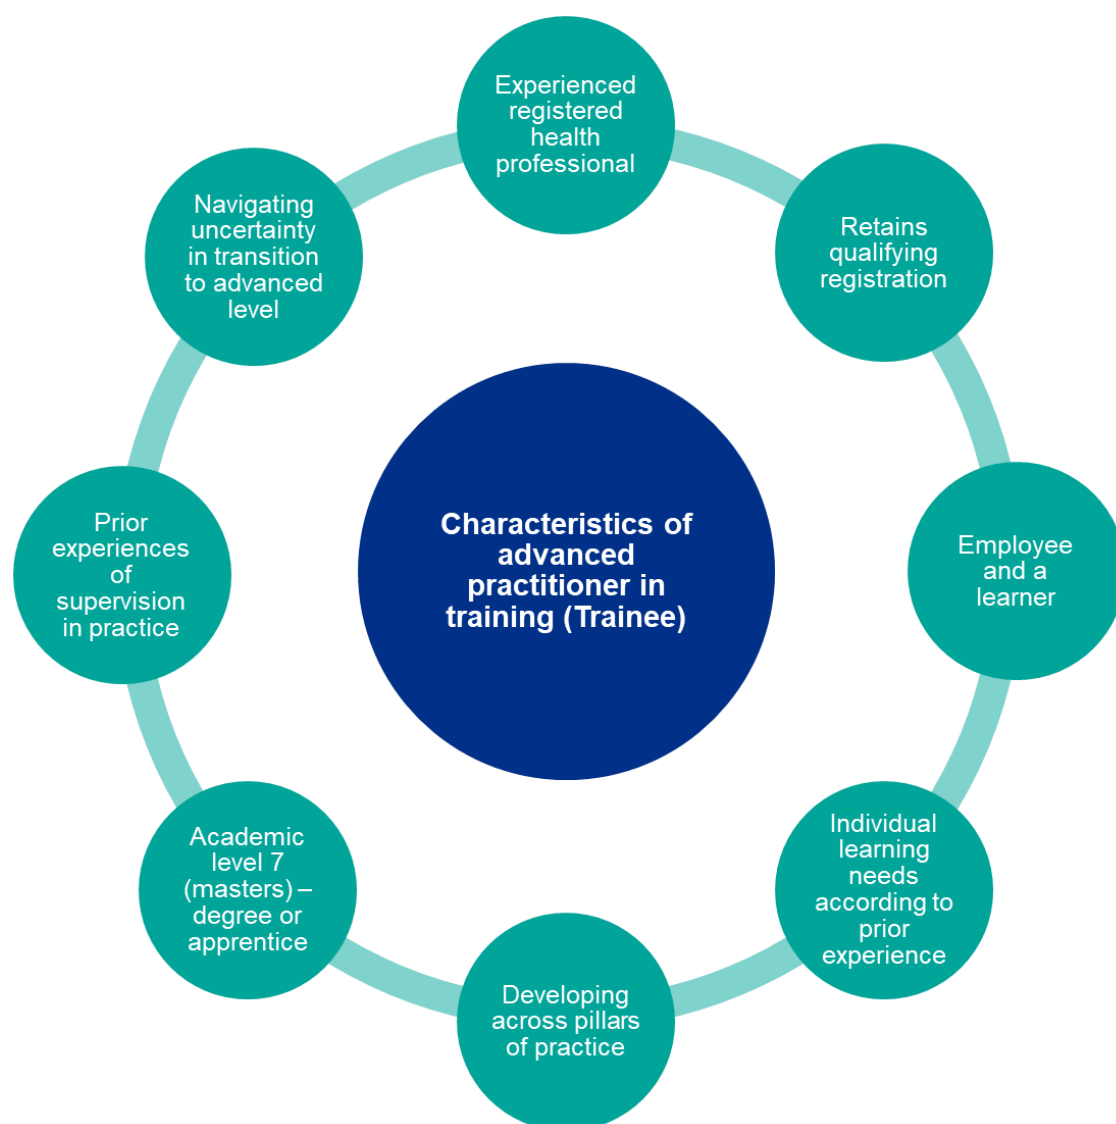 Experienced
registered
health
professional
Retains
qualifying
registration
Employee
and a
learner
Individual
learning
needs
according to
prior
experience
Developing
across pillars
of practice
Academic
level 7
(masters) –
degree or
apprentice
Prior
experiences
of
supervision
in practice
Navigating
uncertainty
in transition
to advanced
level
Characteristics of
advanced
practitioner in
training (Trainee)